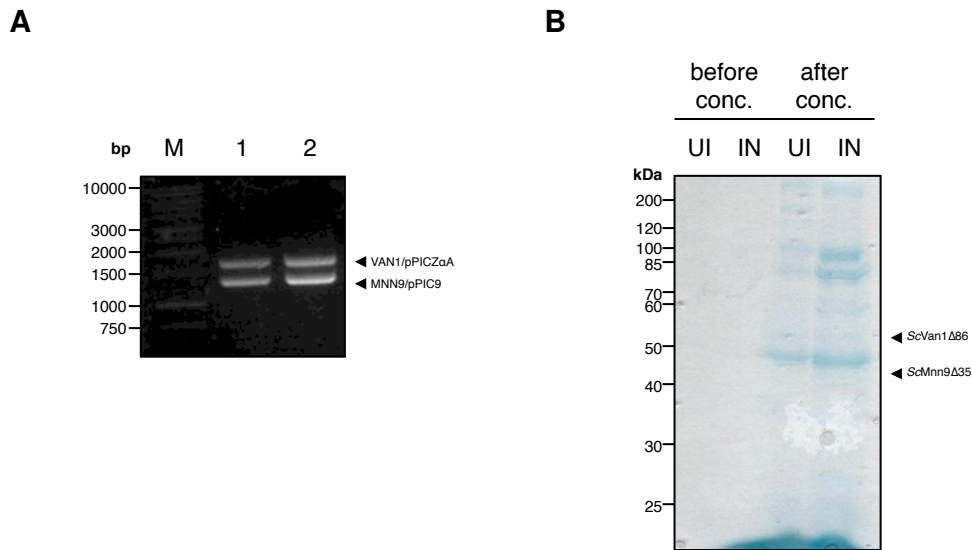 A
bp M 1 2
10000
3000
2000
1500
1000
750
VAN1/pPICZαA
MNN9/pPIC9
B
before conc.
after conc.
UI IN UI IN
kDa
200
120
100
85
70
60
50
40
30
25
ScVan1Δ86
ScMnn9Δ35